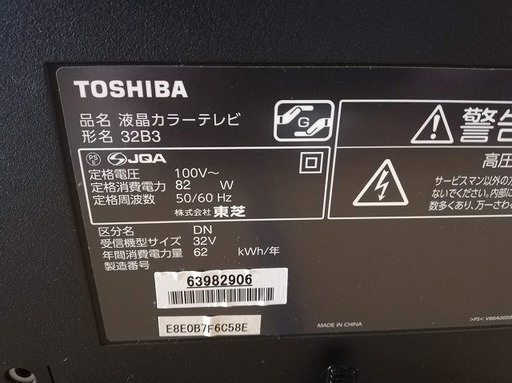 TOSHIBA
品名 液晶カラーテレビ
形名 32B3
G
PS E JQA
定格電圧 100V～
定格消費電力 82 W
定格周波数 50/60 Hz
株式会社 東芝
区分名 DN
受信機型サイズ 32V
年間消費電力量 62 kWh/年
製造番号
63982906
E8E0B7F6C58E
警告
高圧
サービスマン以外の方
ないでください。内部に
数多くあり、万一さわ
MADE IN CHINA
>PS<